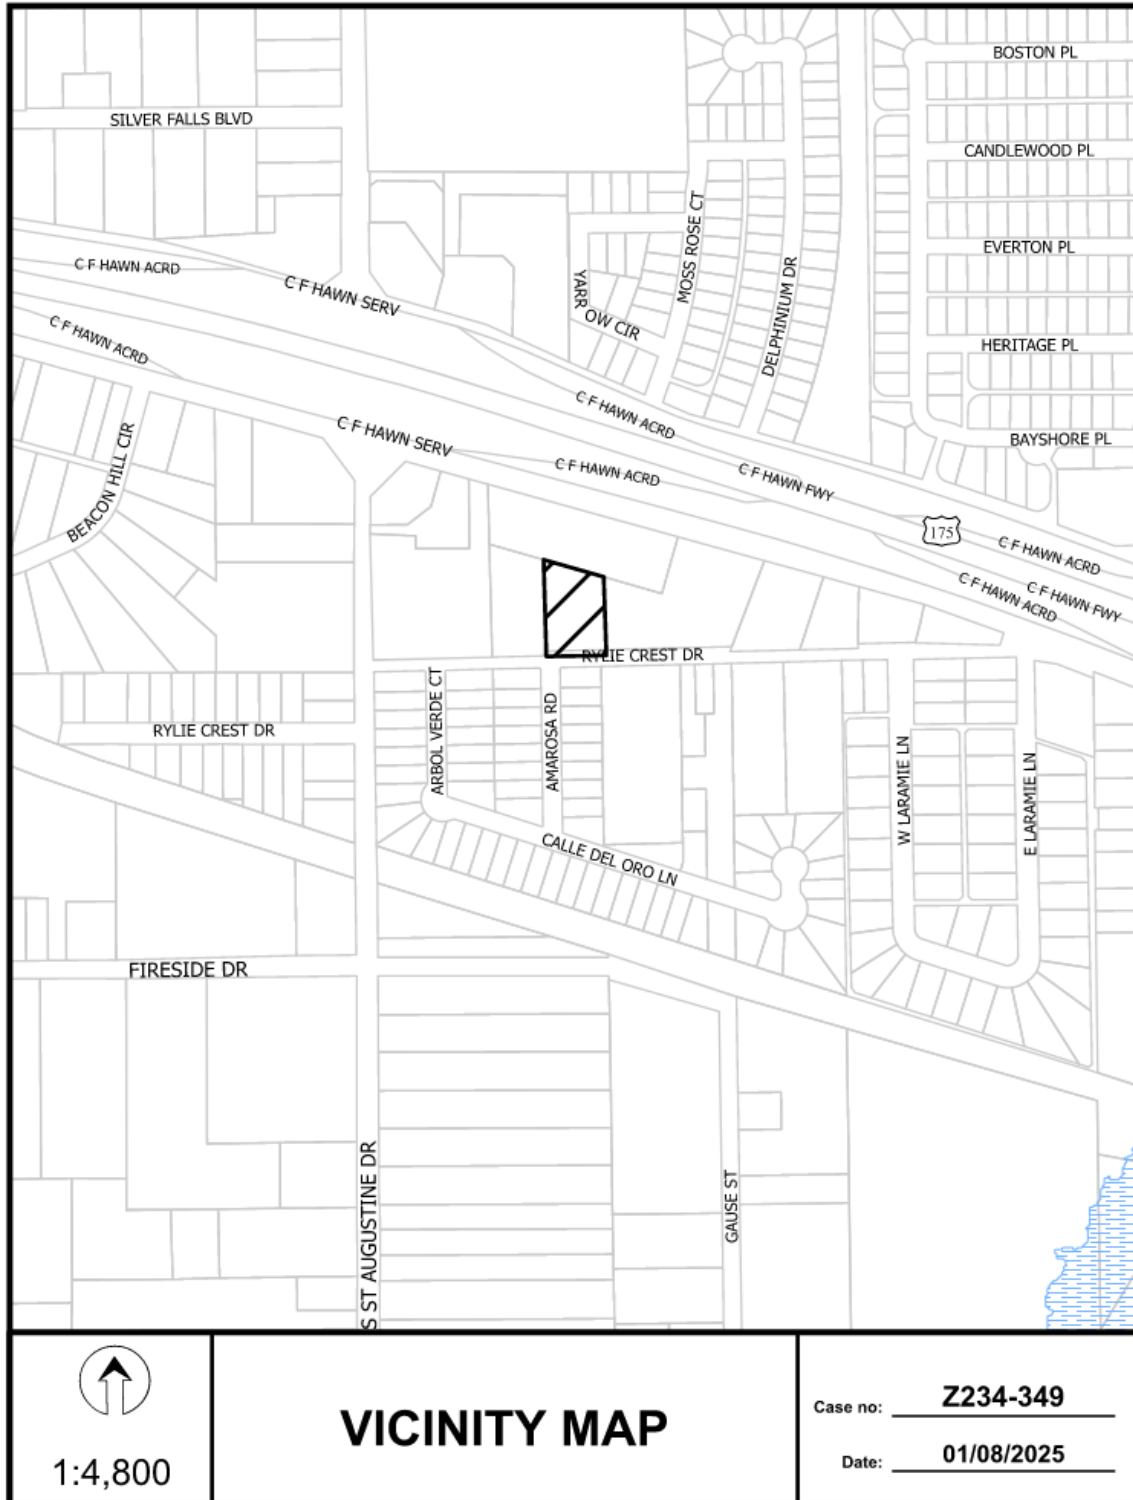 BOSTON PL
SILVER FALLS BLVD
CANDLEWOOD PL
MOSS ROSE CT
EVERTON PL
C F HAWN ACRD
C F HAWN SERV
YARR
OW CIR
DELPHINIUM DR
C F HAWN ACRD
HERITAGE PL
C F HAWN ACRD
C F HAWN SERV
BAYSHORE PL
BEACON HILL CIR
C F HAWN ACRD
C F HAWN FWY
175
C F HAWN ACRD
C F HAWN ACRD
C F HAWN FWY
RYLIE CREST DR
ARBOL VERDE CT
AMAROSA RD
RYLIE CREST DR
W LARAMIE LN
E LARAMIE LN
CALLE DEL ORO LN
FIRESIDE DR
S ST AUGUSTINE DR
GAUSE ST
1:4,800
VICINITY MAP
Case no: Z234-349
Date: 01/08/2025